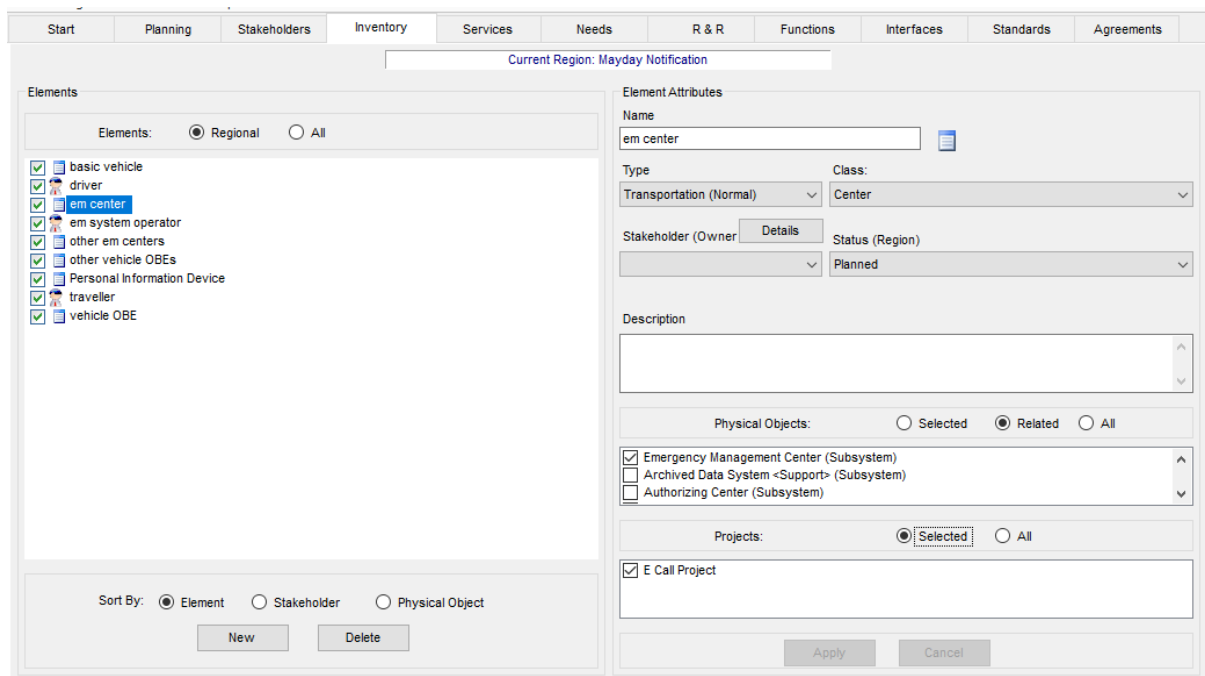 Start Planning Stakeholders Inventory Services Needs R & R Functions Interfaces Standards Agreements
Current Region: Mayday Notification
Elements
Elements: Regional All
basic vehicle
driver
em center
em system operator
other em centers
other vehicle OBEs
Personal Information Device
traveller
vehicle OBE
Sort By: Element Stakeholder Physical Object
New Delete
Element Attributes
Name
em center
Type Class:
Transportation (Normal) Center
Stakeholder (Owner Details Status (Region)
Planned
Description
Physical Objects: Selected Related All
Emergency Management Center (Subsystem)
Archived Data System <Support> (Subsystem)
Authorizing Center (Subsystem)
Projects: Selected All
E Call Project
Apply Cancel